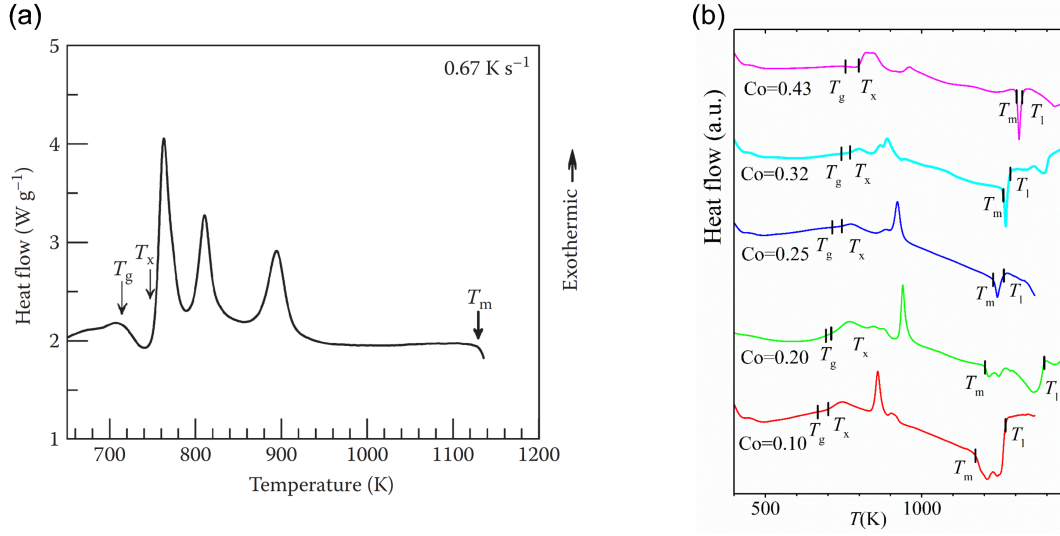 (a)
5
4
3
2
1
Heat flow (W g⁻¹)
0.67 K s⁻¹
Tg
Tx
Tm
Exothermic
700
800
900
1000
1100
1200
Temperature (K)
(b)
Heat flow (a.u.)
Co=0.43
Tg
Tx
Tm
Tl
Co=0.32
Tg
Tx
Tm
Tl
Co=0.25
Tg
Tx
Tm
Tl
Co=0.20
Tg
Tx
Tm
Tl
Co=0.10
Tg
Tx
Tm
Tl
500
1000
T(K)